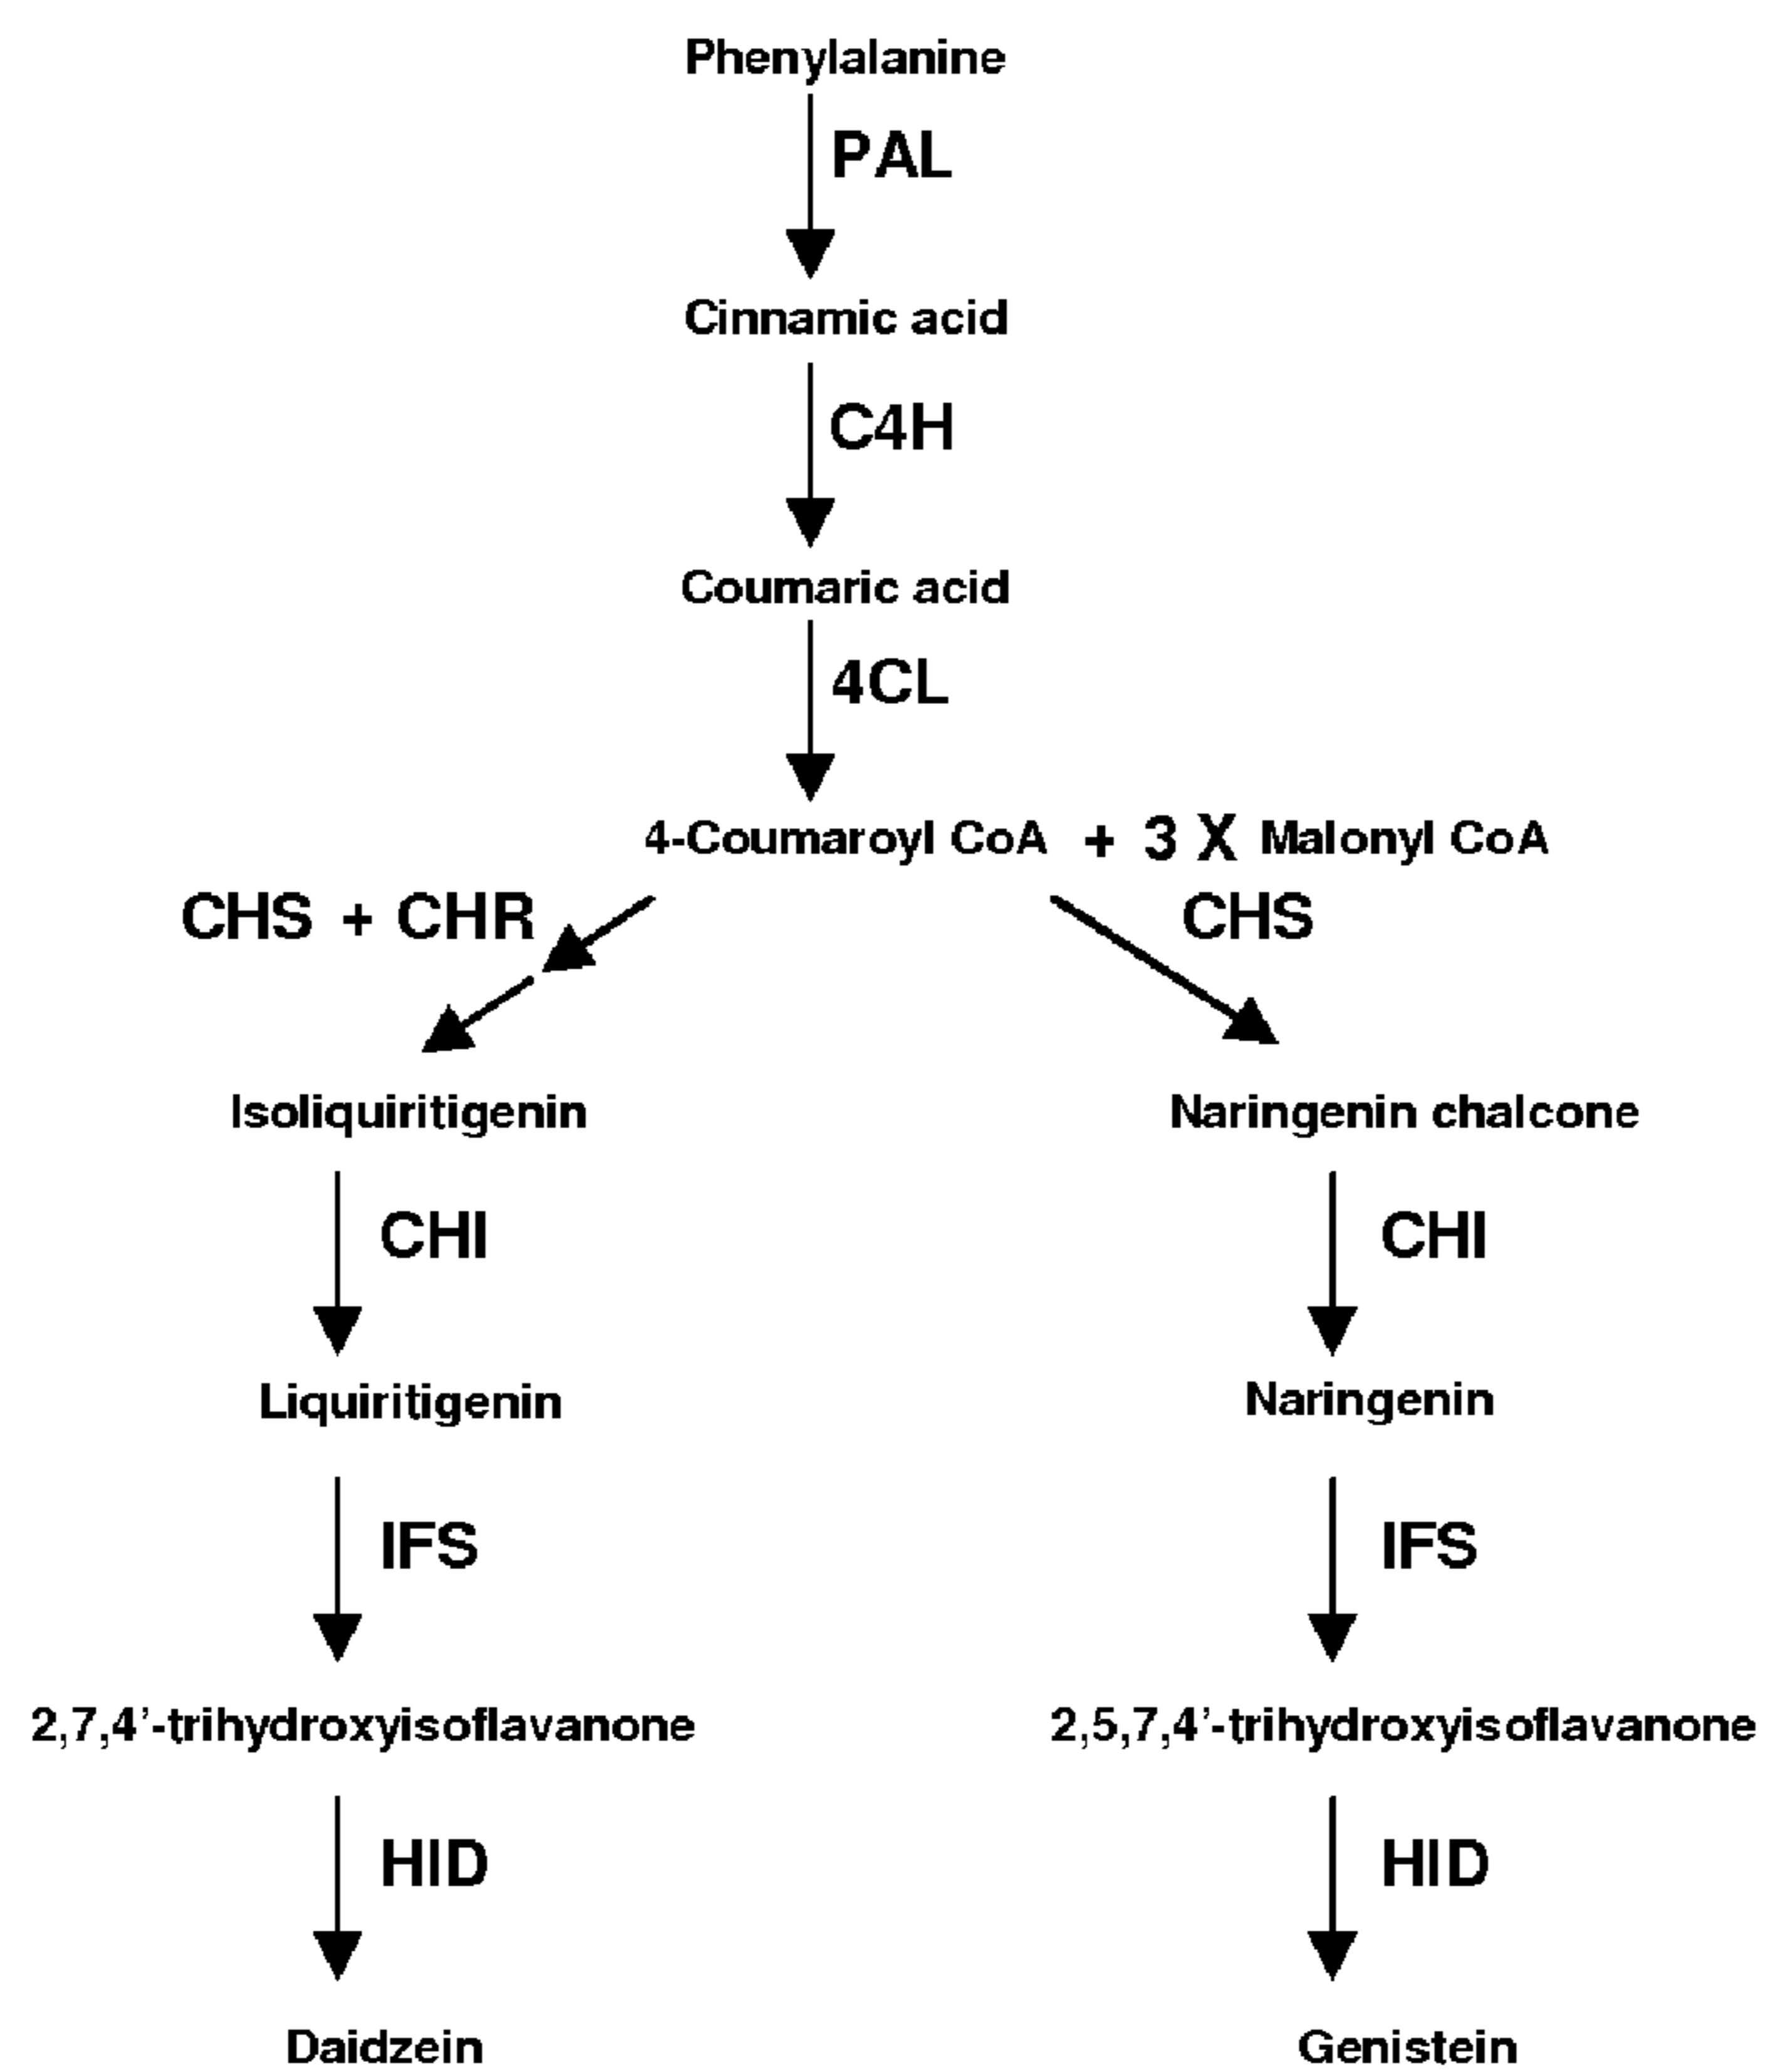 Phenylalanine
PAL
Cinnamic acid
C4H
Coumaric acid
4CL
4-Coumaroyl CoA + 3 X Malonyl CoA
CHS + CHR
CHS
Isoliquiritigenin
Naringenin chalcone
CHI
CHI
Liquiritigenin
Naringenin
IFS
IFS
2,7,4’-trihydroxyisoflavanone
2,5,7,4’-trihydroxyisoflavanone
HID
HID
Daidzein
Genistein